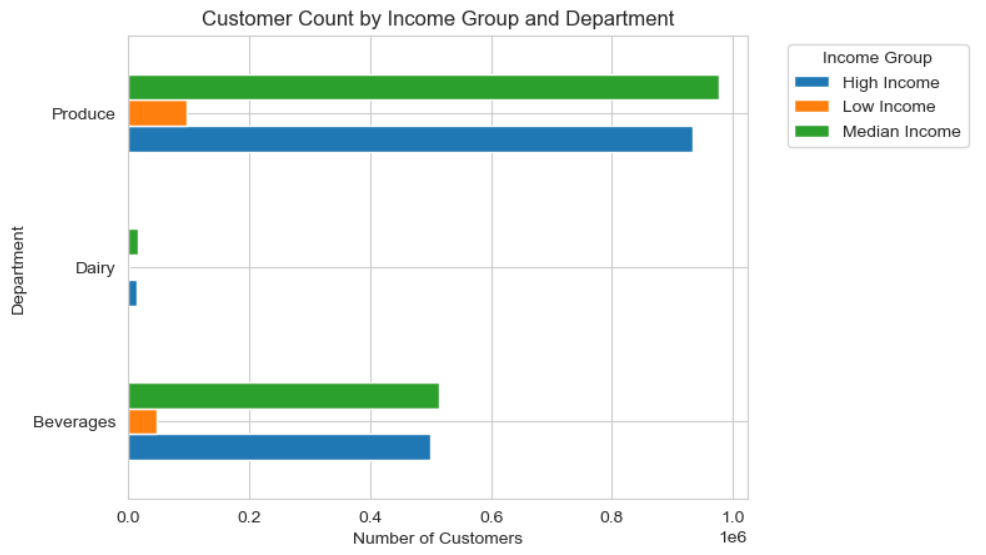 Customer Count by Income Group and Department
Income Group
High Income
Low Income
Median Income
Produce
Dairy
Beverages
Department
0.0 0.2 0.4 0.6 0.8 1.0
1e6
Number of Customers